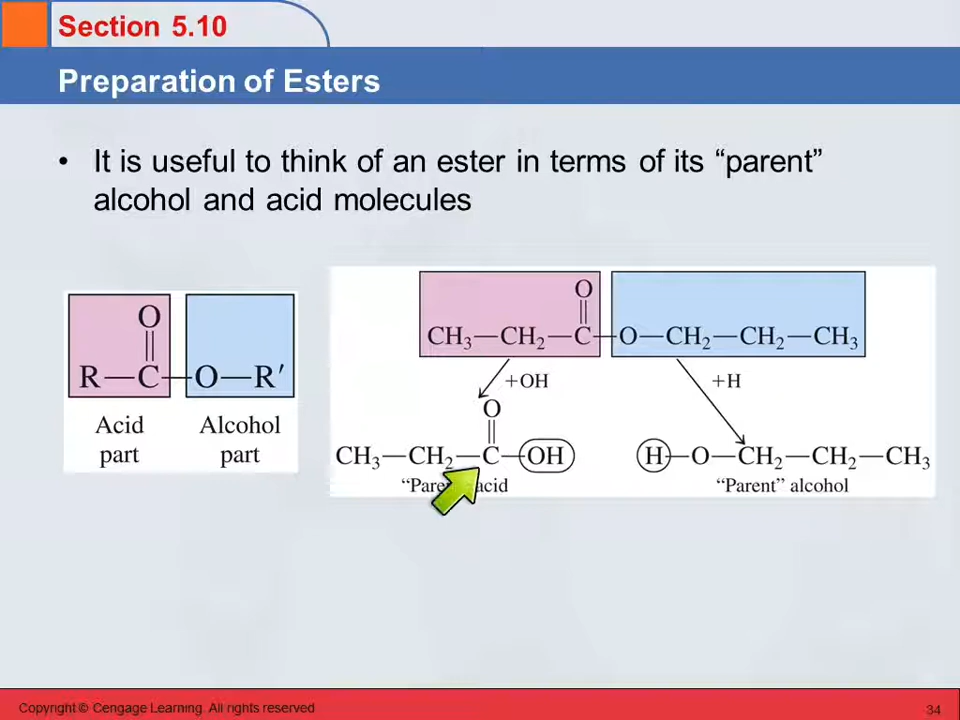 Section 5.10
Preparation of Esters
• It is useful to think of an ester in terms of its “parent”
alcohol and acid molecules
O
R—C—O—R′
Acid part
Alcohol part
O
CH₃—CH₂—C—O—CH₂—CH₂—CH₃
+OH
+H
O
CH₃—CH₂—C—OH
H—O—CH₂—CH₂—CH₃
acid
“Parent” alcohol
Copyright © Cengage Learning. All rights reserved
34